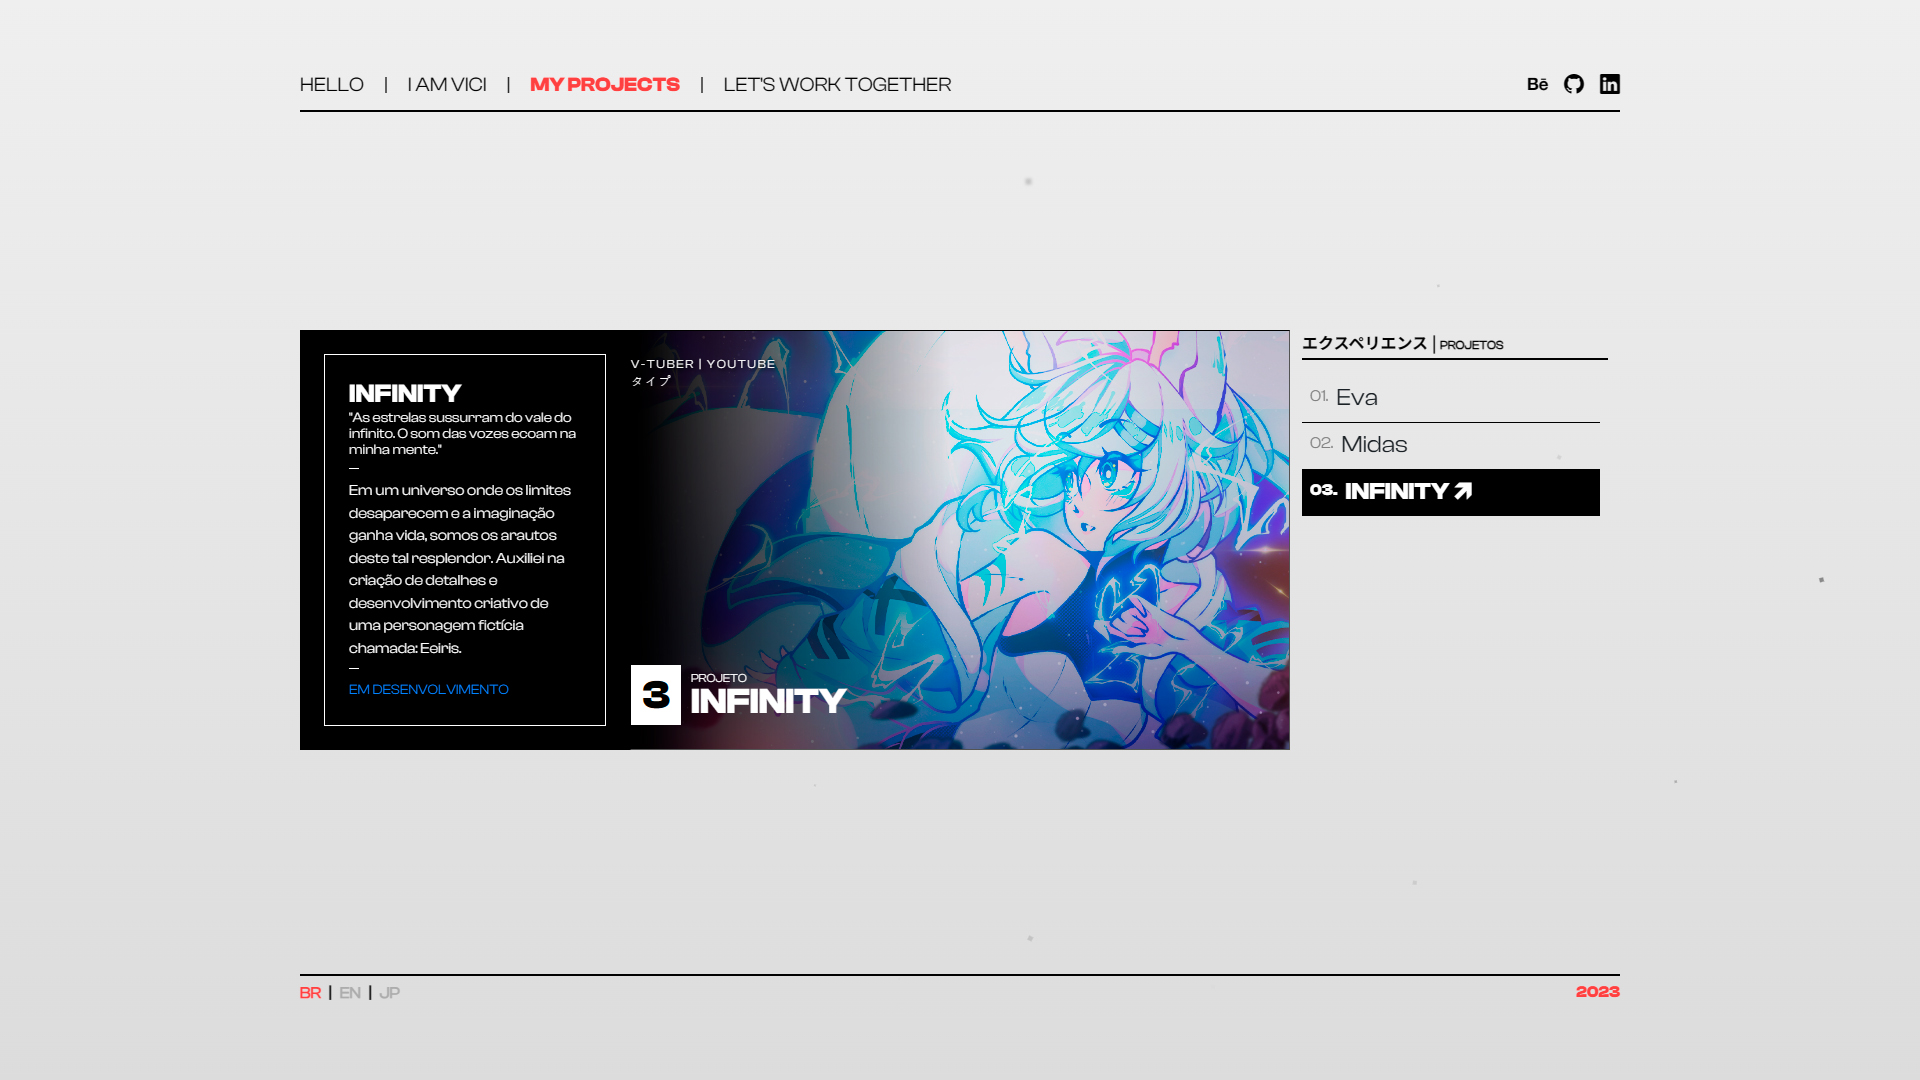 HELLO | I AM VICI | MY PROJECTS | LET'S WORK TOGETHER
Bē
in
INFINITY
"As estrelas sussurram do vale do
infinito. O som das vozes ecoam na
minha mente."
—
Em um universo onde os limites
desaparecem e a imaginação
ganha vida, somos os arautos
deste tal resplendor. Auxiliei na
criação de detalhes e
desenvolvimento criativo de
uma personagem fictícia
chamada: Eeiris.
—
EM DESENVOLVIMENTO
V-TUBER | YOUTUBE
タイプ
3
PROJETO
INFINITY
エクスペリエンス | PROJETOS
01. Eva
02. Midas
03. INFINITY
BR | EN | JP
2023